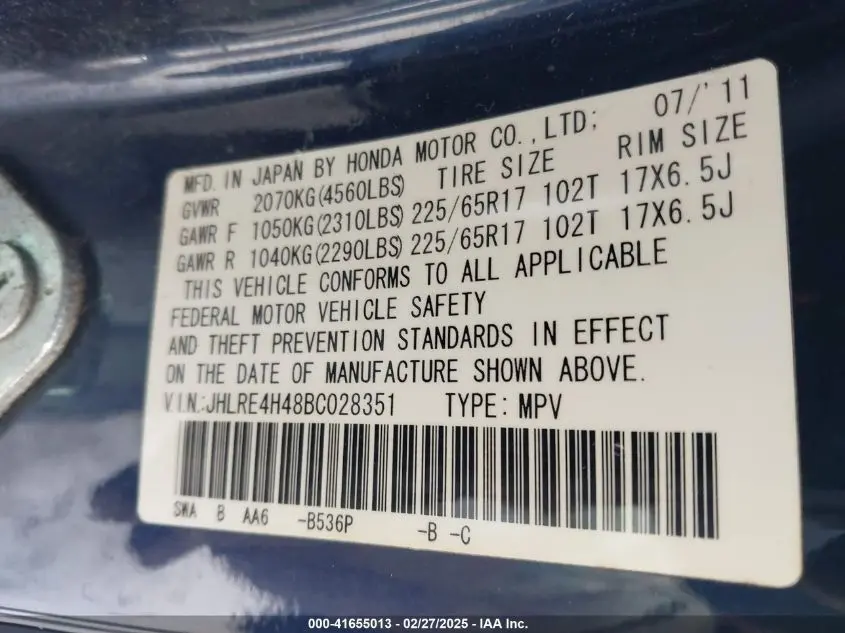 MFD. IN JAPAN BY HONDA MOTOR CO.,LTD; 07/'11
GVWR 2070KG(4560LBS) TIRE SIZE RIM SIZE
GAWR F 1050KG(2310LBS) 225/65R17 102T 17X6.5J
GAWR R 1040KG(2290LBS) 225/65R17 102T 17X6.5J
THIS VEHICLE CONFORMS TO ALL APPLICABLE
FEDERAL MOTOR VEHICLE SAFETY
AND THEFT PREVENTION STANDARDS IN EFFECT
ON THE DATE OF MANUFACTURE SHOWN ABOVE.
V.I.N.:JHLRE4H48BC028351 TYPE: MPV
SWA B AA6 -B536P -B -C
000-41655013 - 02/27/2025 - IAA Inc.